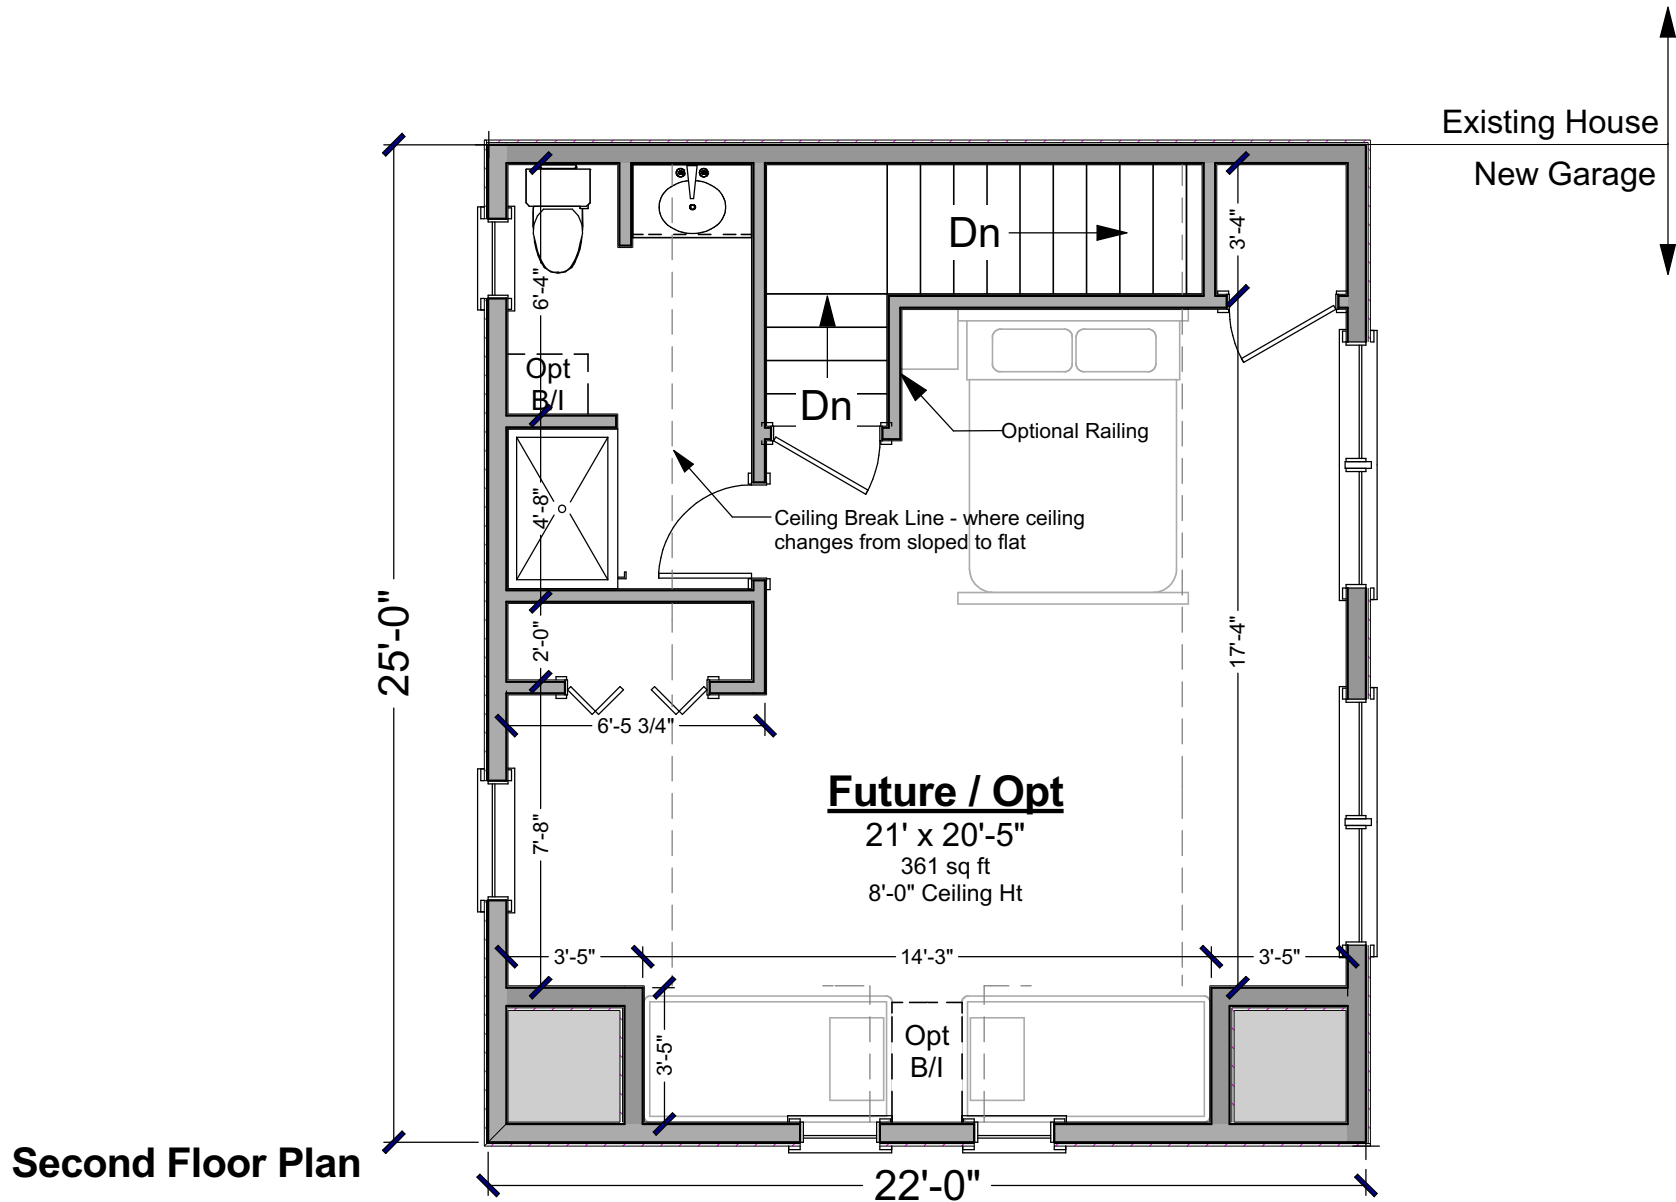 Existing House
New Garage
Dn
3'-4"
6'-4"
Opt
B/I
Dn
Optional Railing
4'-8"
Ceiling Break Line - where ceiling
changes from sloped to flat
25'-0"
2'-0"
17'-4"
6'-5 3/4"
Future / Opt
21' x 20'-5"
361 sq ft
8'-0" Ceiling Ht
7'-8"
3'-5"
14'-3"
3'-5"
3'-5"
Opt
B/I
Second Floor Plan
22'-0"